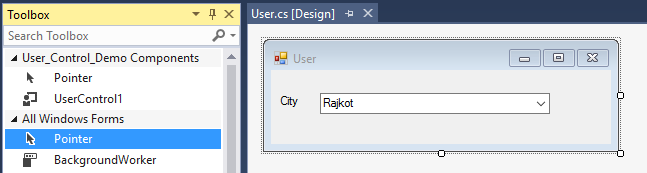 Toolbox
Search Toolbox
User_Control_Demo Components
Pointer
UserControl1
All Windows Forms
Pointer
BackgroundWorker
User.cs [Design]
User
City
Rajkot